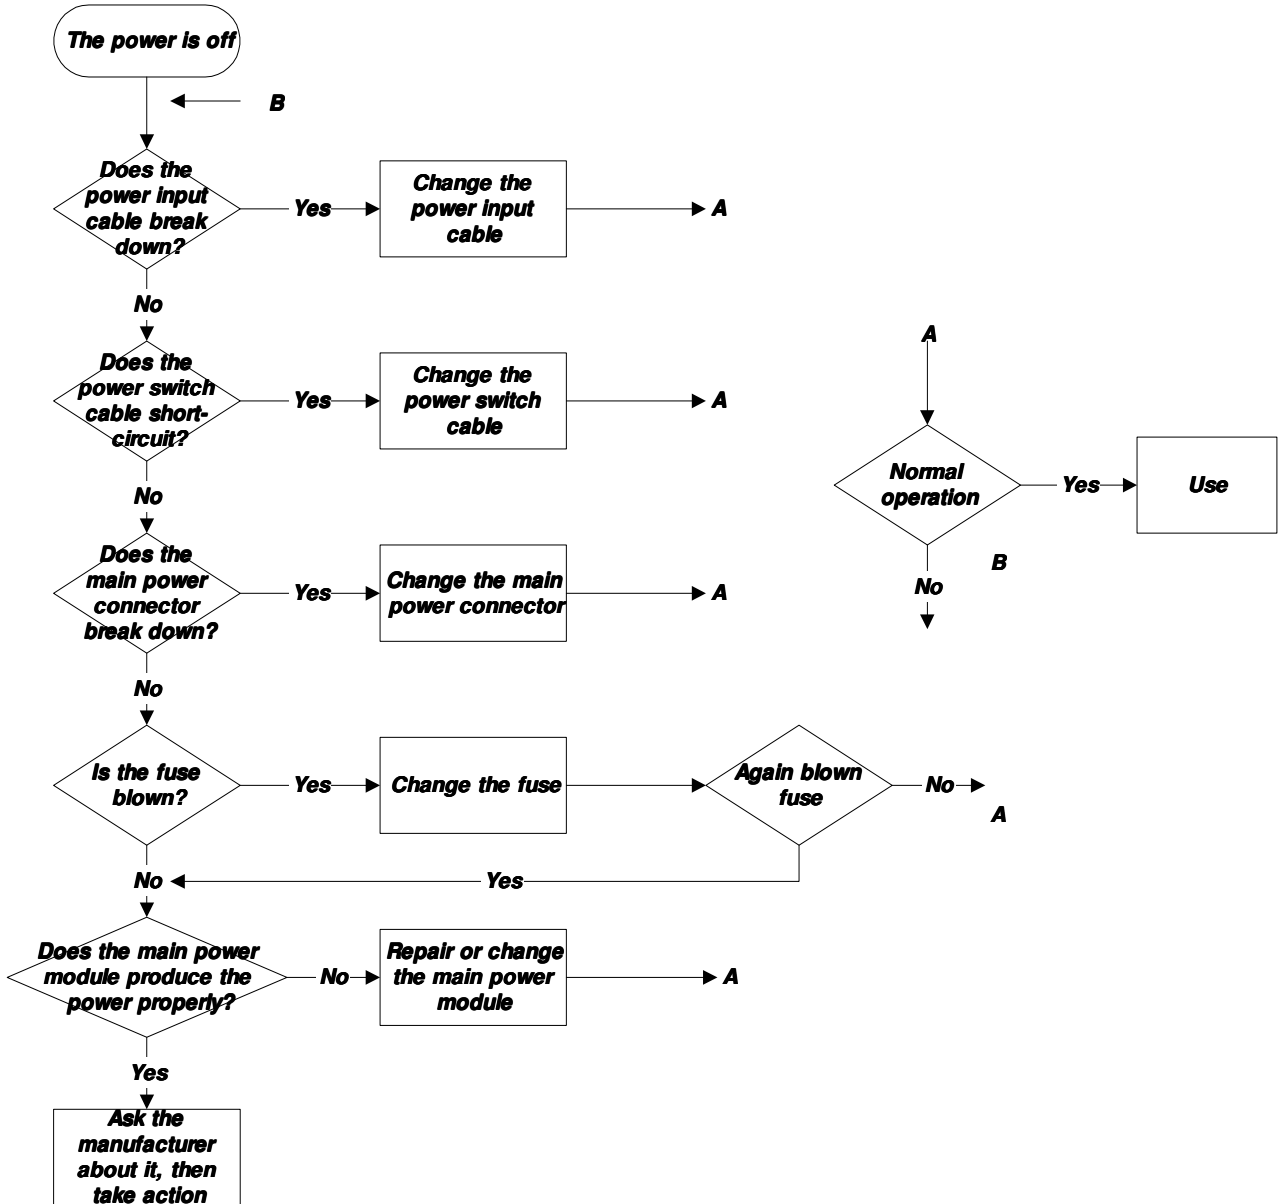 The power is off
B
Does the
power input
cable break
down?
Yes
Change the
power input
cable
A
No
Does the
power switch
cable short-
circuit?
Yes
Change the
power switch
cable
A
No
Does the
main power
connector
break down?
Yes
Change the main
power connector
A
No
Is the fuse
blown?
Yes
Change the fuse
Again blown
fuse
No
A
Yes
No
Does the main power
module produce the
power properly?
No
Repair or change
the main power
module
A
Yes
Ask the
manufacturer
about it, then
take action
A
Normal
operation
Yes
Use
B
No